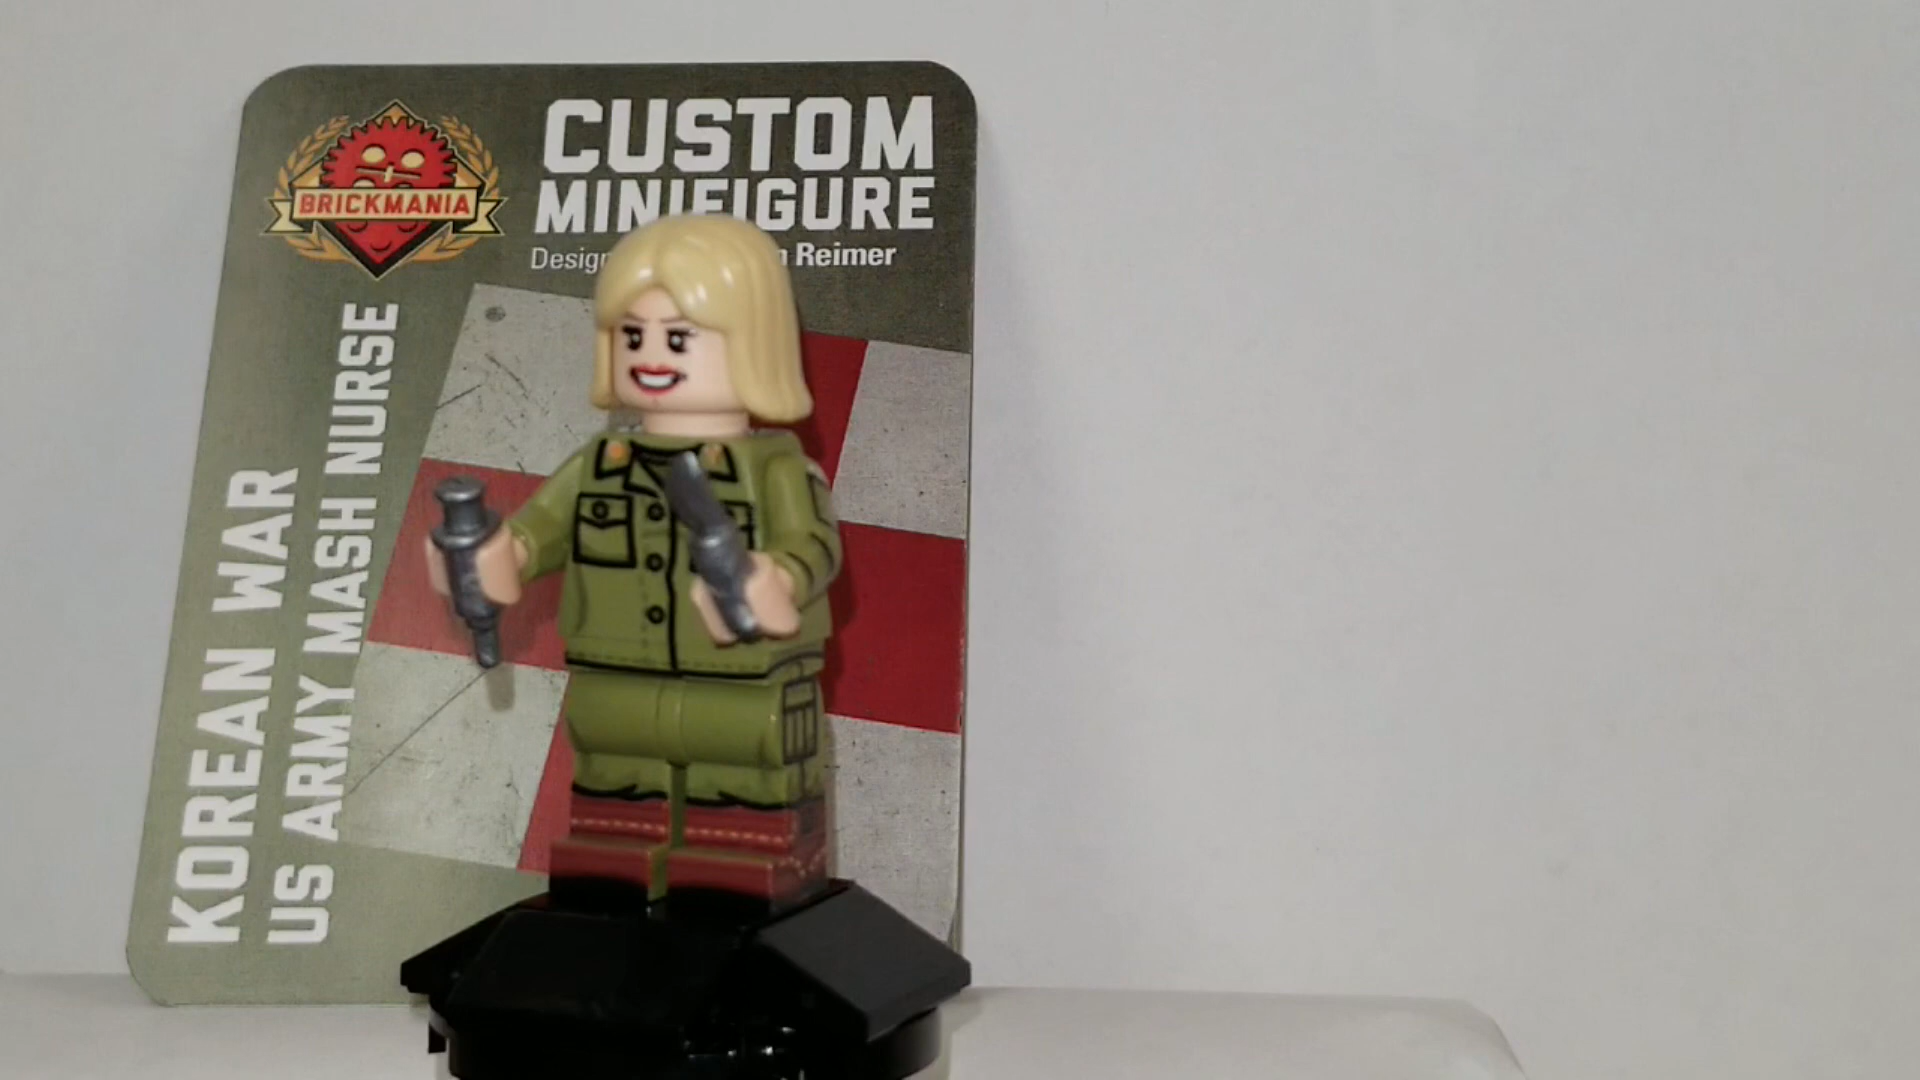 BRICKMANIA
CUSTOM
MINIFIGURE
Reimer
KOREAN WAR
US ARMY MASH NURSE